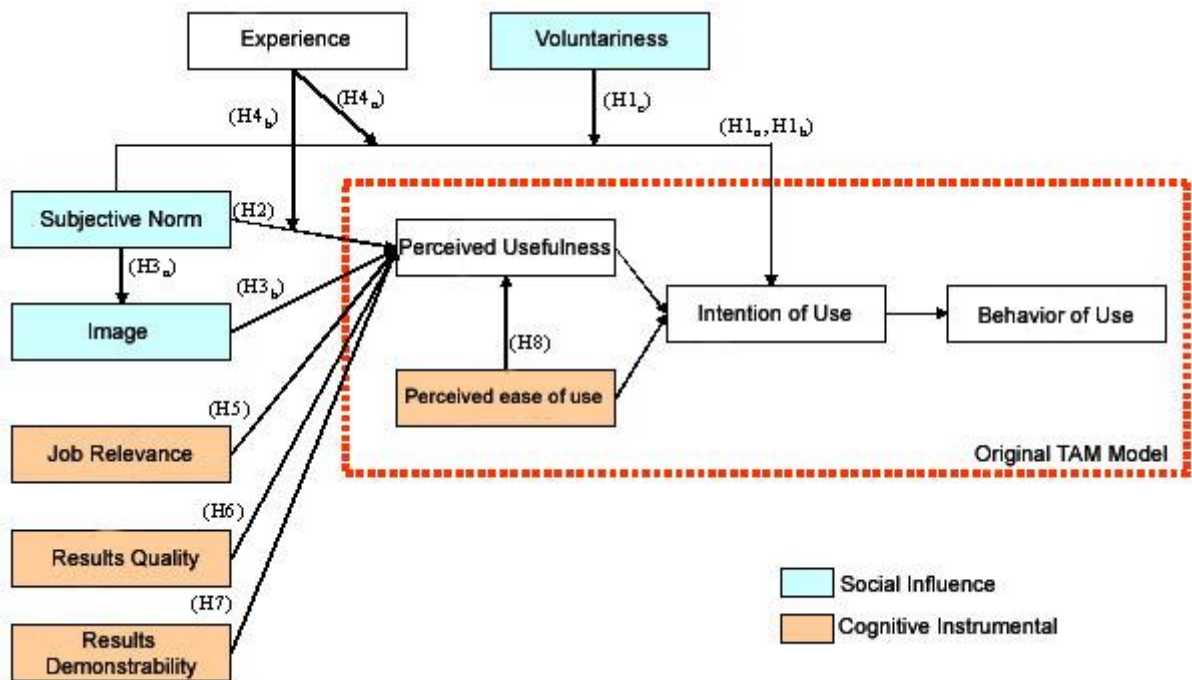 Experience
Voluntariness
(H4a)
(H1c)
(H4b)
(H1a,H1b)
Subjective Norm
(H2)
Perceived Usefulness
(H3a)
(H3b)
Image
Intention of Use
Behavior of Use
(H8)
Perceived ease of use
(H5)
Job Relevance
Original TAM Model
(H6)
Results Quality
(H7)
Social Influence
Results
Demonstrability
Cognitive Instrumental